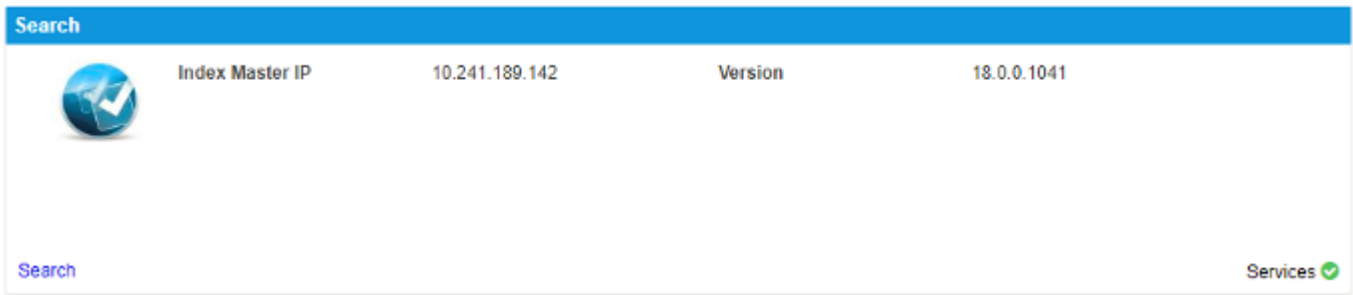 Search
Index Master IP 10.241.189.142 Version 18.0.0.1041
Search
Services